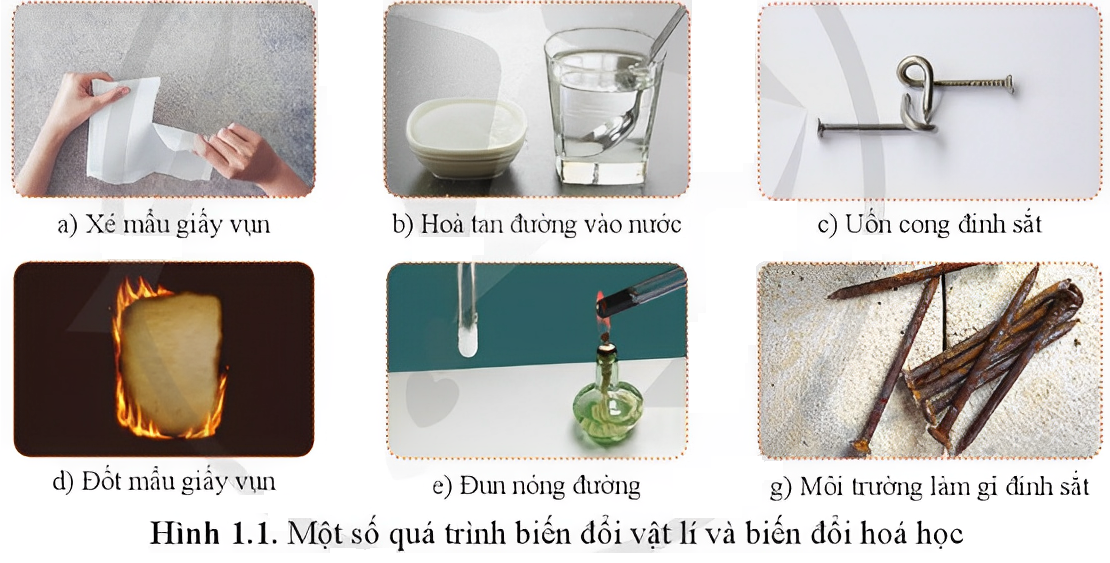 a) Xé mẩu giấy vụn
b) Hoà tan đường vào nước
c) Uốn cong đinh sắt
d) Đốt mẩu giấy vụn
e) Đun nóng đường
g) Môi trường làm gỉ đinh sắt
Hình 1.1. Một số quá trình biến đổi vật lí và biến đổi hoá học